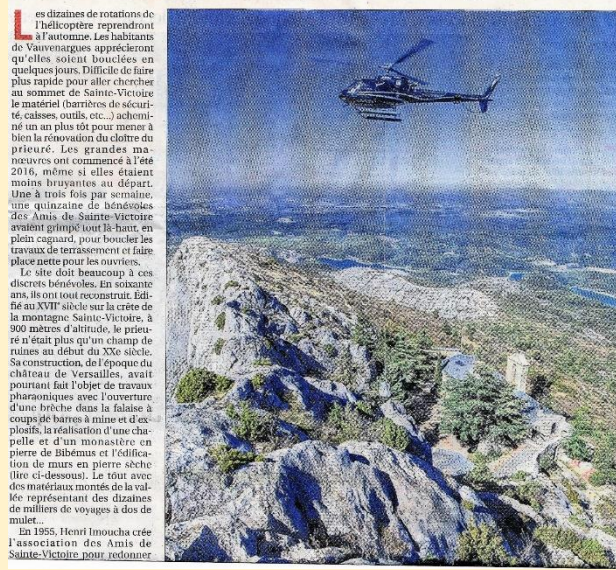 Les dizaines de rotations de
l'hélicoptère reprendront
à l'automne. Les habitants
de Vauvenargues apprécieront
qu'elles soient bouclées en
quelques jours. Difficile de faire
plus rapide pour aller chercher
au sommet de Sainte-Victoire
le matériel (barrières de sécuri-
té, caisses, outils, etc...) achemi-
né un an plus tôt pour mener à
bien la rénovation du cloître du
prieuré. Les grandes ma-
nœuvres ont commencé à l'été
2016, même si elles étaient
moins bruyantes au départ.
Une à trois fois par semaine,
une quinzaine de bénévoles
des Amis de Sainte-Victoire
avaient grimpé tout là-haut, en
plein cagnard, pour boucler les
travaux de terrassement et faire
place nette pour les ouvriers.
Le site doit beaucoup à ces
discrets bénévoles. En soixante
ans, ils ont tout reconstruit. Édi-
fié au XVIIe siècle sur la crête de
la montagne Sainte-Victoire, à
900 mètres d'altitude, le prieu-
ré n'était plus qu'un champ de
ruines au début du XXe siècle.
Sa construction, de l'époque du
château de Versailles, avait
pourtant fait l'objet de travaux
pharaoniques avec l'ouverture
d'une brèche dans la falaise à
coups de barres à mine et d'ex-
plosifs, la réalisation d'une cha-
pelle et d'un monastère en
pierre de Bibémus et l'édifica-
tion de murs en pierre sèche
(lire ci-dessous). Le tout avec
des matériaux montés de la val-
lée représentant des dizaines
de milliers de voyages à dos de
mulet...
En 1955, Henri Imoucha crée
l'association des Amis de
Sainte-Victoire pour redonner